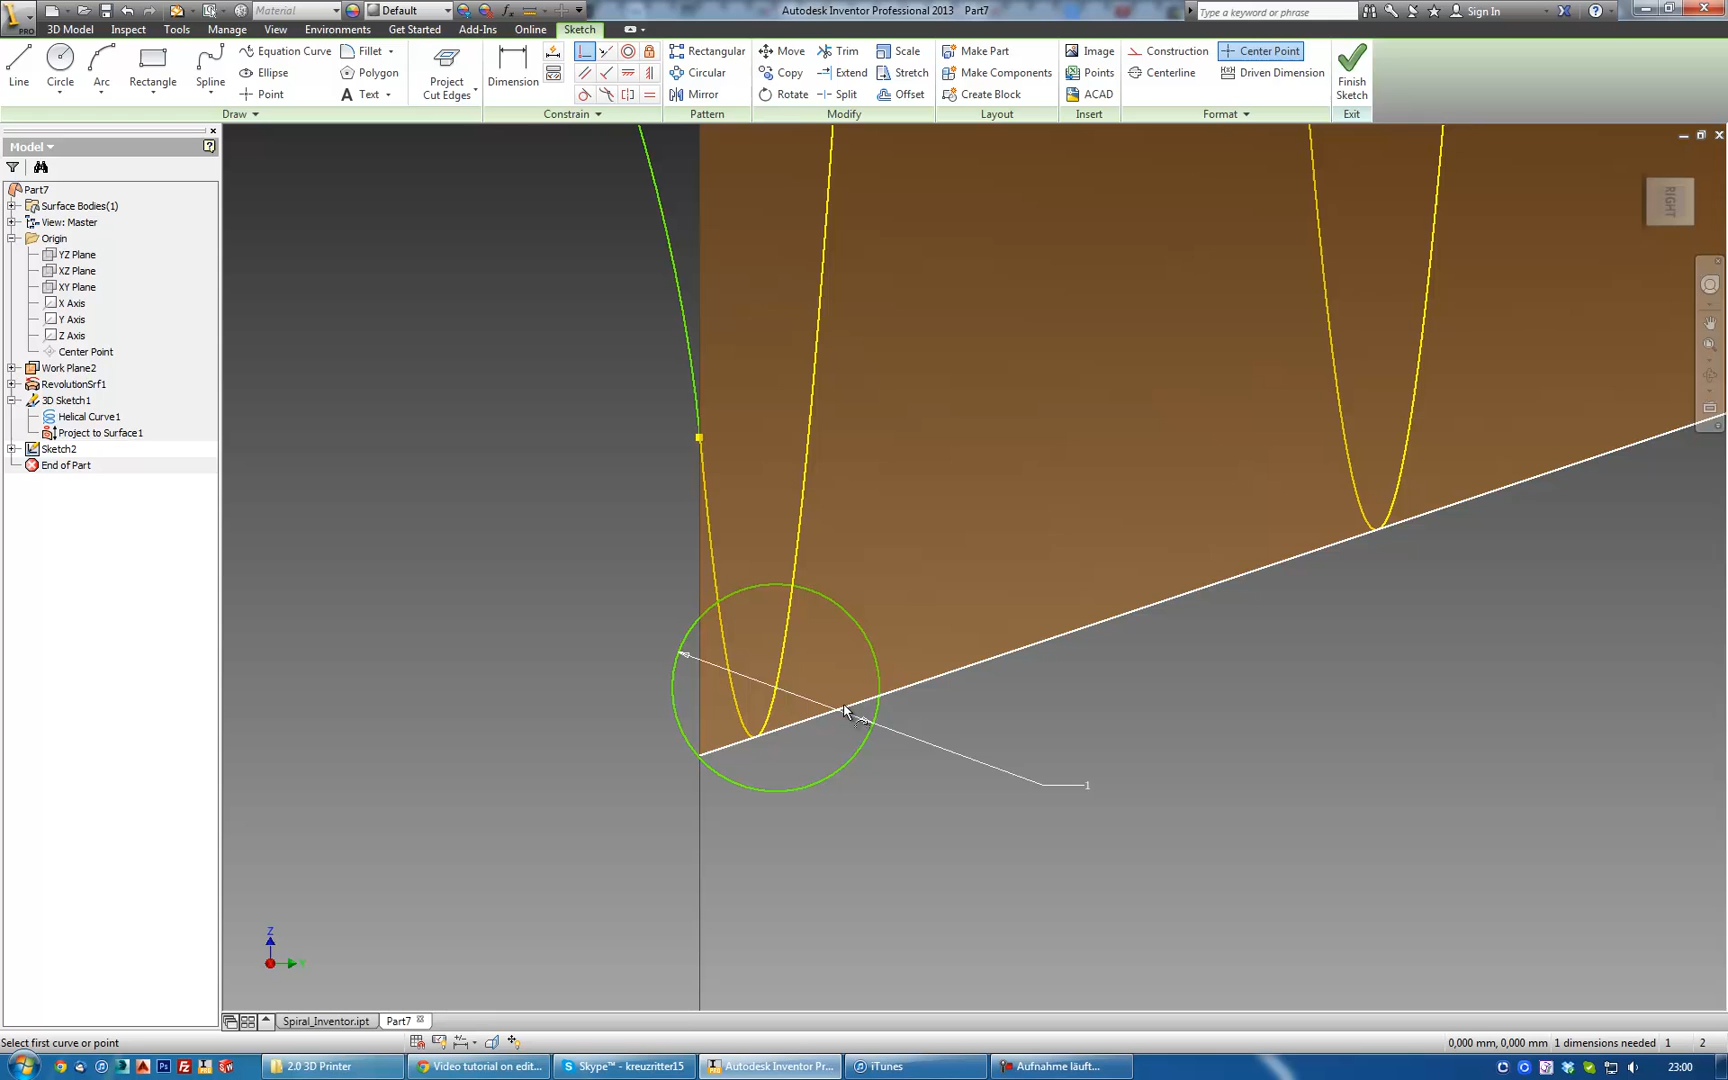 Material
Default
Autodesk Inventor Professional 2013 Part7
Type a keyword or phrase
Sign In
PRO
3D Model Inspect Tools Manage View Environments Get Started Add-Ins Online Sketch
Line
Circle
Arc
Rectangle
Spline
Equation Curve
Ellipse
Point
Fillet
Polygon
Text
Project
Cut Edges
Dimension
Rectangular
Circular
Mirror
Move
Copy
Rotate
Trim
Extend
Split
Scale
Stretch
Offset
Make Part
Make Components
Create Block
Image
Points
ACAD
Construction
Centerline
Center Point
Driven Dimension
Finish
Sketch
Draw Constrain Pattern Modify Layout Insert Format Exit
Model
Part7
Surface Bodies(1)
View: Master
Origin
YZ Plane
XZ Plane
XY Plane
X Axis
Y Axis
Z Axis
Center Point
Work Plane2
RevolutionSrf1
3D Sketch1
Helical Curve1
Project to Surface1
Sketch2
End of Part
RIGHT
1
Z
Y
Spiral_Inventor.ipt Part7
Select first curve or point
0,000 mm, 0,000 mm 1 dimensions needed 1 2
2.0 3D Printer
Video tutorial on edit...
Skype™ - kreuzritter15
Autodesk Inventor Pr...
iTunes
Aufnahme läuft...
23:00